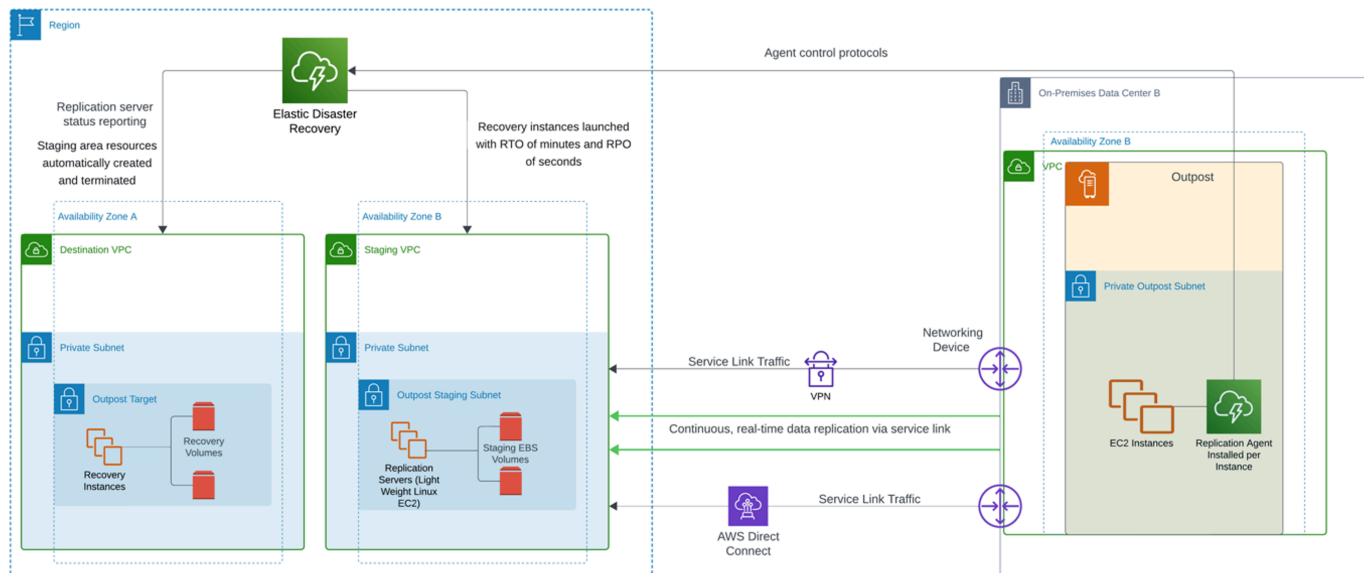 Region
Agent control protocols
Elastic Disaster
Recovery
Replication server
status reporting
Staging area resources
automatically created
and terminated
Recovery instances launched
with RTO of minutes and RPO
of seconds
On-Premises Data Center B
Availability Zone B
VPC
Outpost
Private Outpost Subnet
EC2 Instances
Replication Agent
Installed per
Instance
Availability Zone A
Destination VPC
Private Subnet
Outpost Target
Recovery
Instances
Recovery
Volumes
Availability Zone B
Staging VPC
Private Subnet
Outpost Staging Subnet
Replication
Servers (Light
Weight Linux
EC2)
Staging EBS
Volumes
Networking
Device
Service Link Traffic
VPN
Continuous, real-time data replication via service link
Service Link Traffic
AWS Direct
Connect